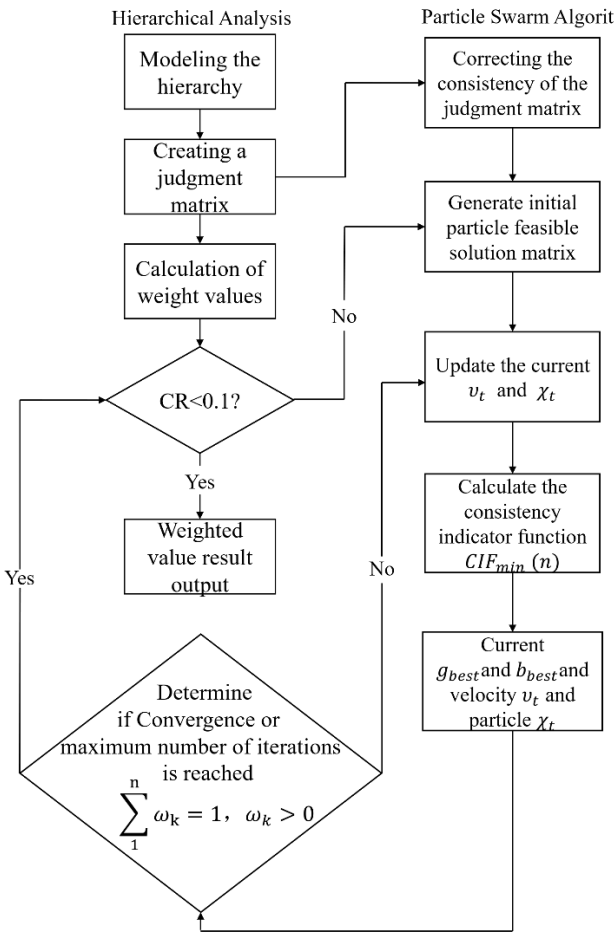 Hierarchical Analysis
Particle Swarm Algorit
Modeling the
hierarchy
Correcting the
consistency of the
judgment matrix
Creating a
judgment
matrix
Generate initial
particle feasible
solution matrix
Calculation of
weight values
No
Update the current
υ_t and χ_t
CR<0.1?
Yes
Calculate the
consistency
indicator function
CIF_min (n)
Weighted
value result
output
Yes
No
Current
g_best and b_best and
velocity υ_t and
particle χ_t
Determine
if Convergence or
maximum number of iterations
is reached
∑_1^n ω_k = 1, ω_k > 0